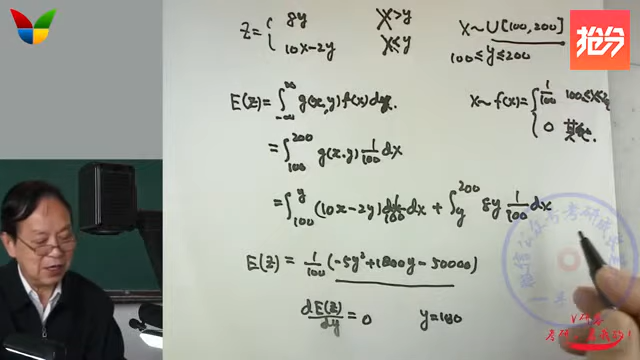 Z = { 8y X>y
10x-2y X≤y
X~U[100,200]
100≤y≤200
抢分
E(Z)=∫_{-∞}^{∞} g(x,y)f(x)dx.
X~f(x)={ 1/100 100≤x≤
0 其他.
=∫_{100}^{200} g(x.y) 1/100 dx
=∫_{100}^{y} (10x-2y) 1/100 dx + ∫_{y}^{200} 8y 1/100 dx
E(Z) = 1/100 (-5y²+1800y-50000)
dE(Z)/dy = 0 y=180